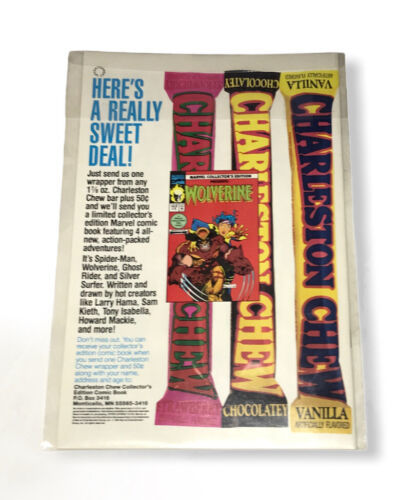 HERE'S
A REALLY
SWEET
DEAL!
Just send us one
wrapper from any
1⅞ oz. Charleston
Chew bar plus 50¢
and we'll send you
a limited collector's
edition Marvel comic
book featuring 4 all-
new, action-packed
adventures!
It's Spider-Man,
Wolverine, Ghost
Rider, and Silver
Surfer. Written and
drawn by hot creators
like Larry Hama, Sam
Kieth, Tony Isabella,
Howard Mackie,
and more!
Don't miss out. You can
receive your collector's
edition comic book when
you send one Charleston
Chew wrapper and 50¢
along with your name,
address and age to:
Charleston Chew Collector's
Edition Comic Book
P.O. Box 3416
Monticello, MN 55565-3416
STRAWBERRY
CHARLESTON CHEW
STRAWBERRY
CHOCOLATEY
CHARLESTON CHEW
CHOCOLATEY
VANILLA
ARTIFICIALLY FLAVORED
CHARLESTON CHEW
VANILLA
ARTIFICIALLY FLAVORED
MARVEL COLLECTOR'S EDITION
WOLVERINE